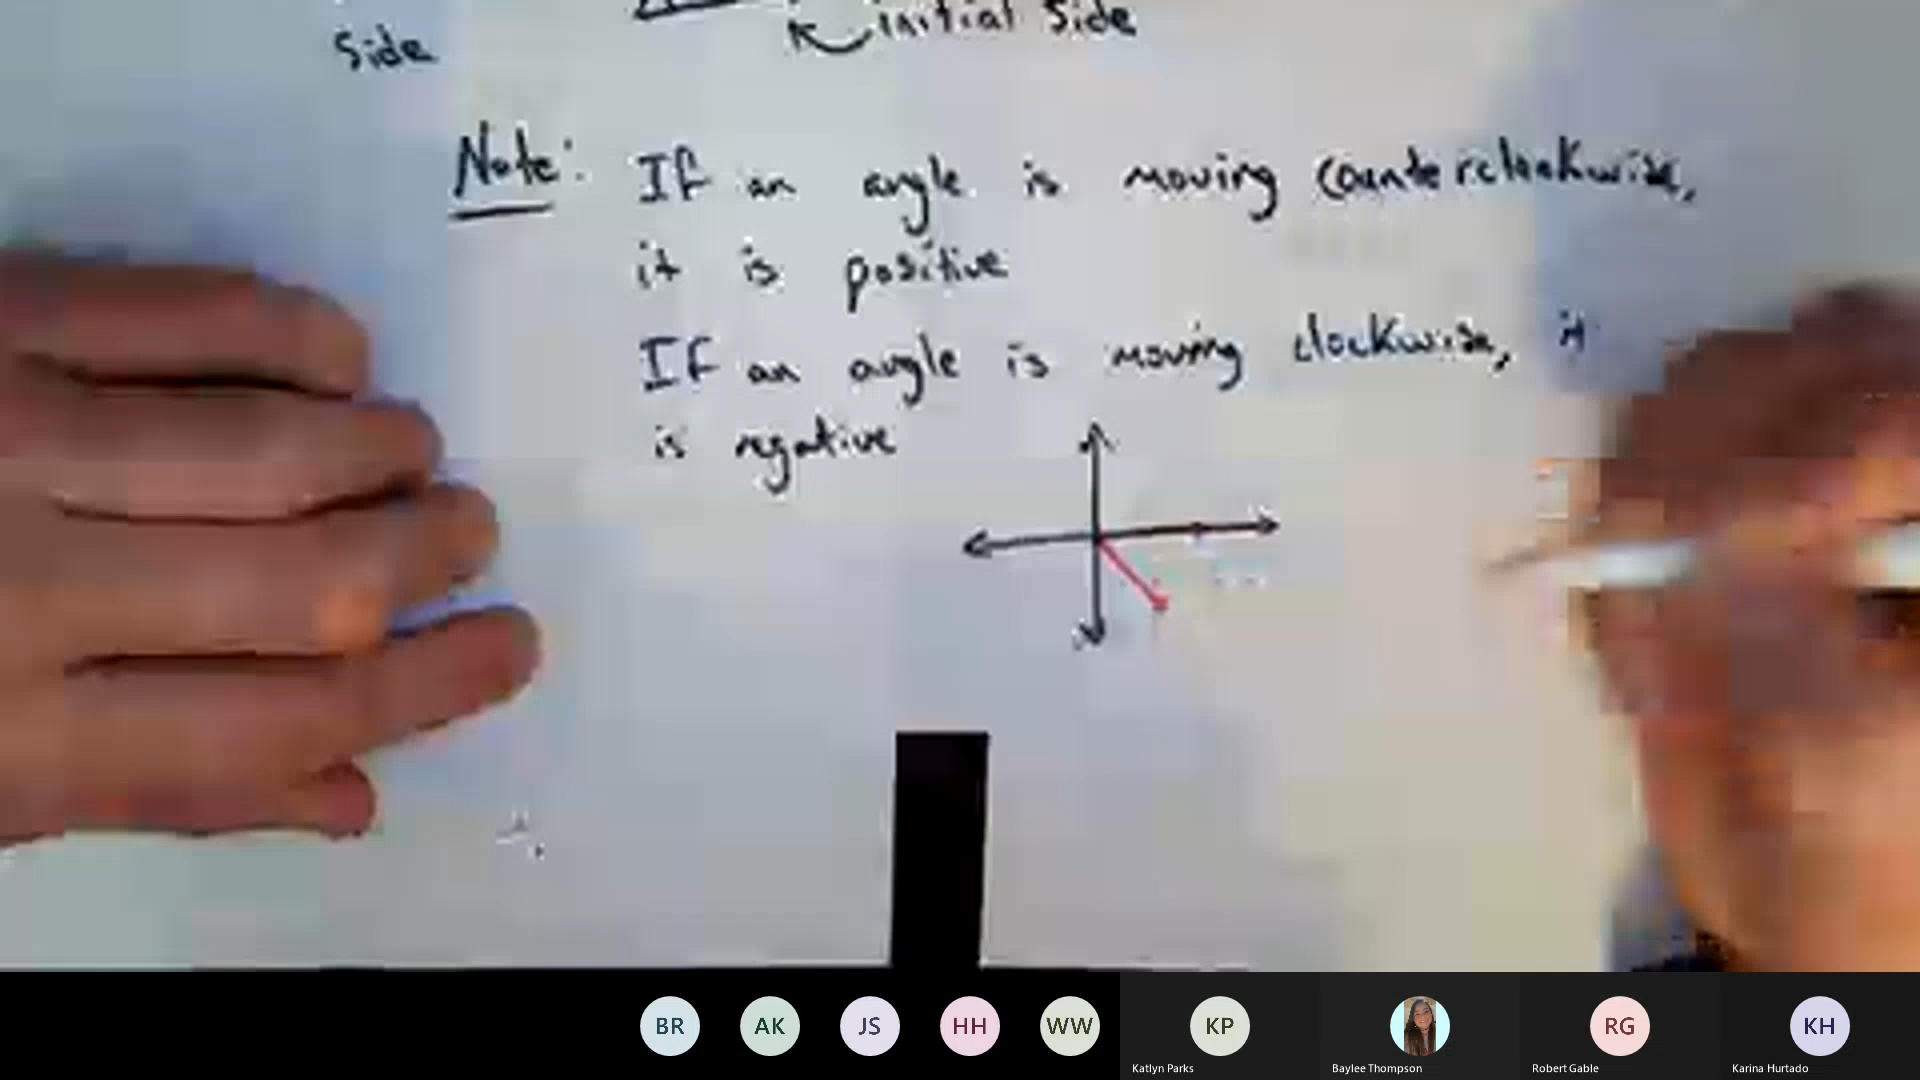 initial Side
Side
Note: If an angle is moving counterclockwise,
it is positive
If an angle is moving clockwise, it
is negative
BR
AK
JS
HH
WW
KP
RG
KH
Katlyn Parks
Baylee Thompson
Robert Gable
Karina Hurtado